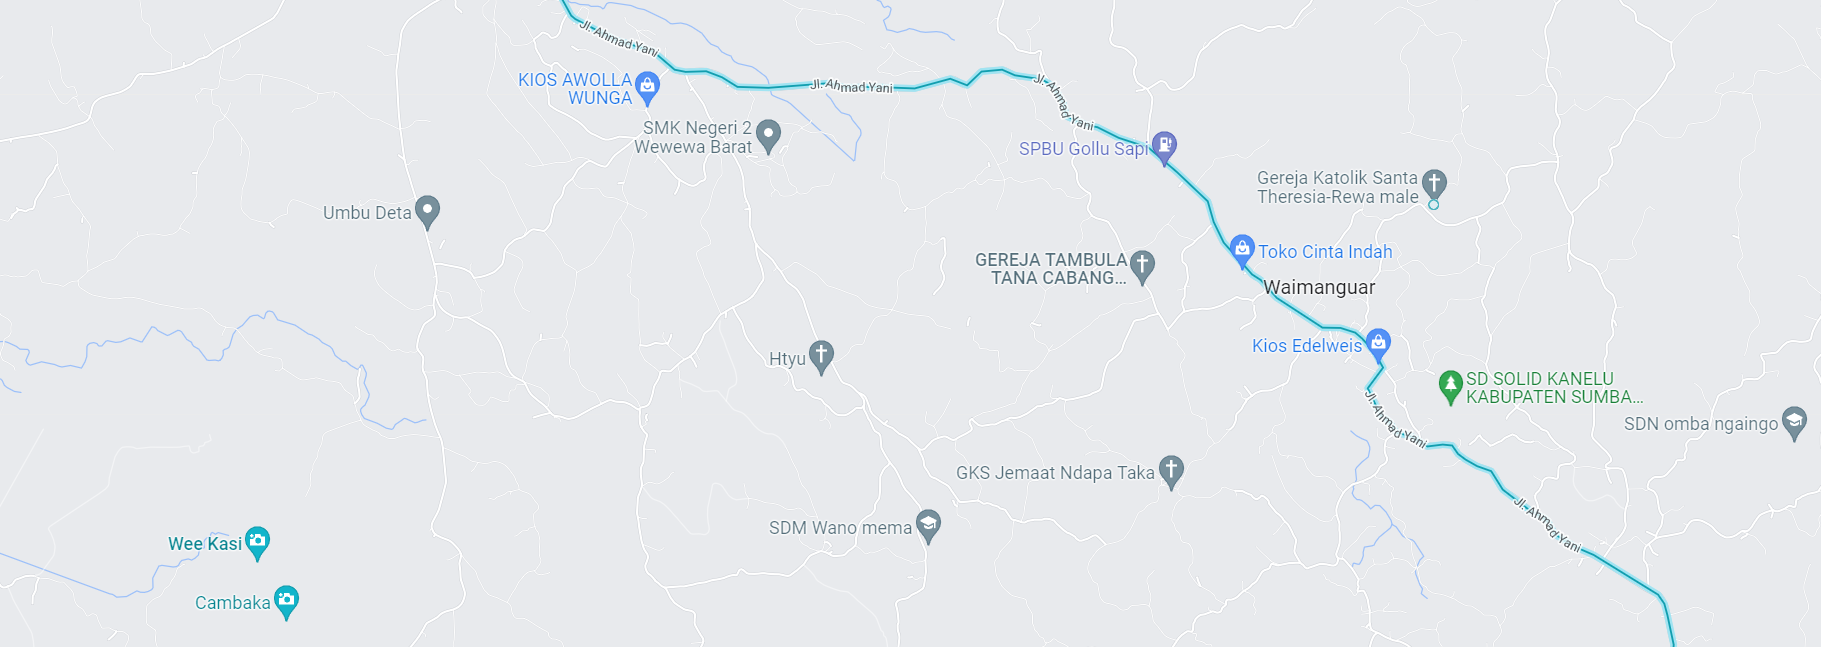 Jl. Ahmad Yani
KIOS AWOLLA
WUNGA
Jl. Ahmad Yani
Jl. Ahmad Yani
SMK Negeri 2
Wewewa Barat
SPBU Gollu Sapi
Gereja Katolik Santa
Theresia-Rewa male
Umbu Deta
GEREJA TAMBULA
TANA CABANG...
Toko Cinta Indah
Waimanguar
Htyu
Kios Edelweis
SD SOLID KANELU
KABUPATEN SUMBA...
Jl. Ahmad Yani
SDN omba ngaingo
GKS Jemaat Ndapa Taka
Jl. Ahmad Yani
SDM Wano mema
Wee Kasi
Cambaka